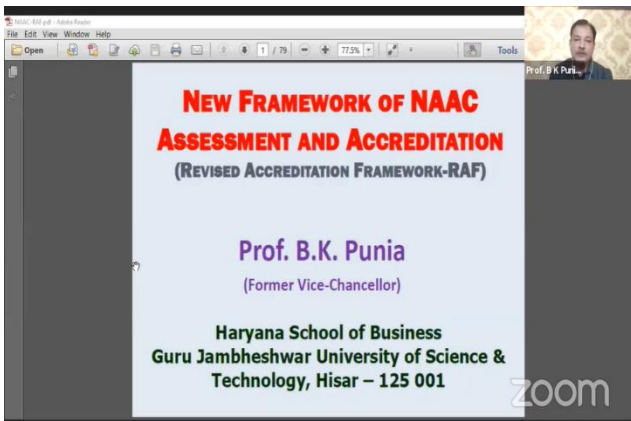 NAAC-RAF.pdf - Adobe Reader
File Edit View Window Help
Open 1 / 79 77.5% Tools
Prof. B K Puni...
NEW FRAMEWORK OF NAAC
ASSESSMENT AND ACCREDITATION
(REVISED ACCREDITATION FRAMEWORK-RAF)
Prof. B.K. Punia
(Former Vice-Chancellor)
Haryana School of Business
Guru Jambheshwar University of Science &
Technology, Hisar – 125 001
zoom